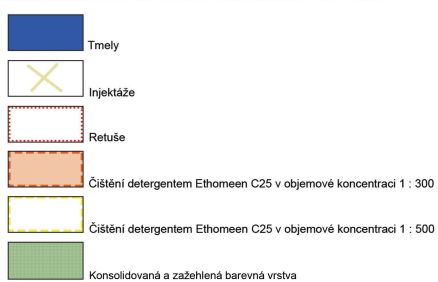 Tmely
Injektáže
Retuše
Čištění detergentem Ethomeen C25 v objemové koncentraci 1 : 300
Čištění detergentem Ethomeen C25 v objemové koncentraci 1 : 500
Konsolidovaná a zažehlená barevná vrstva